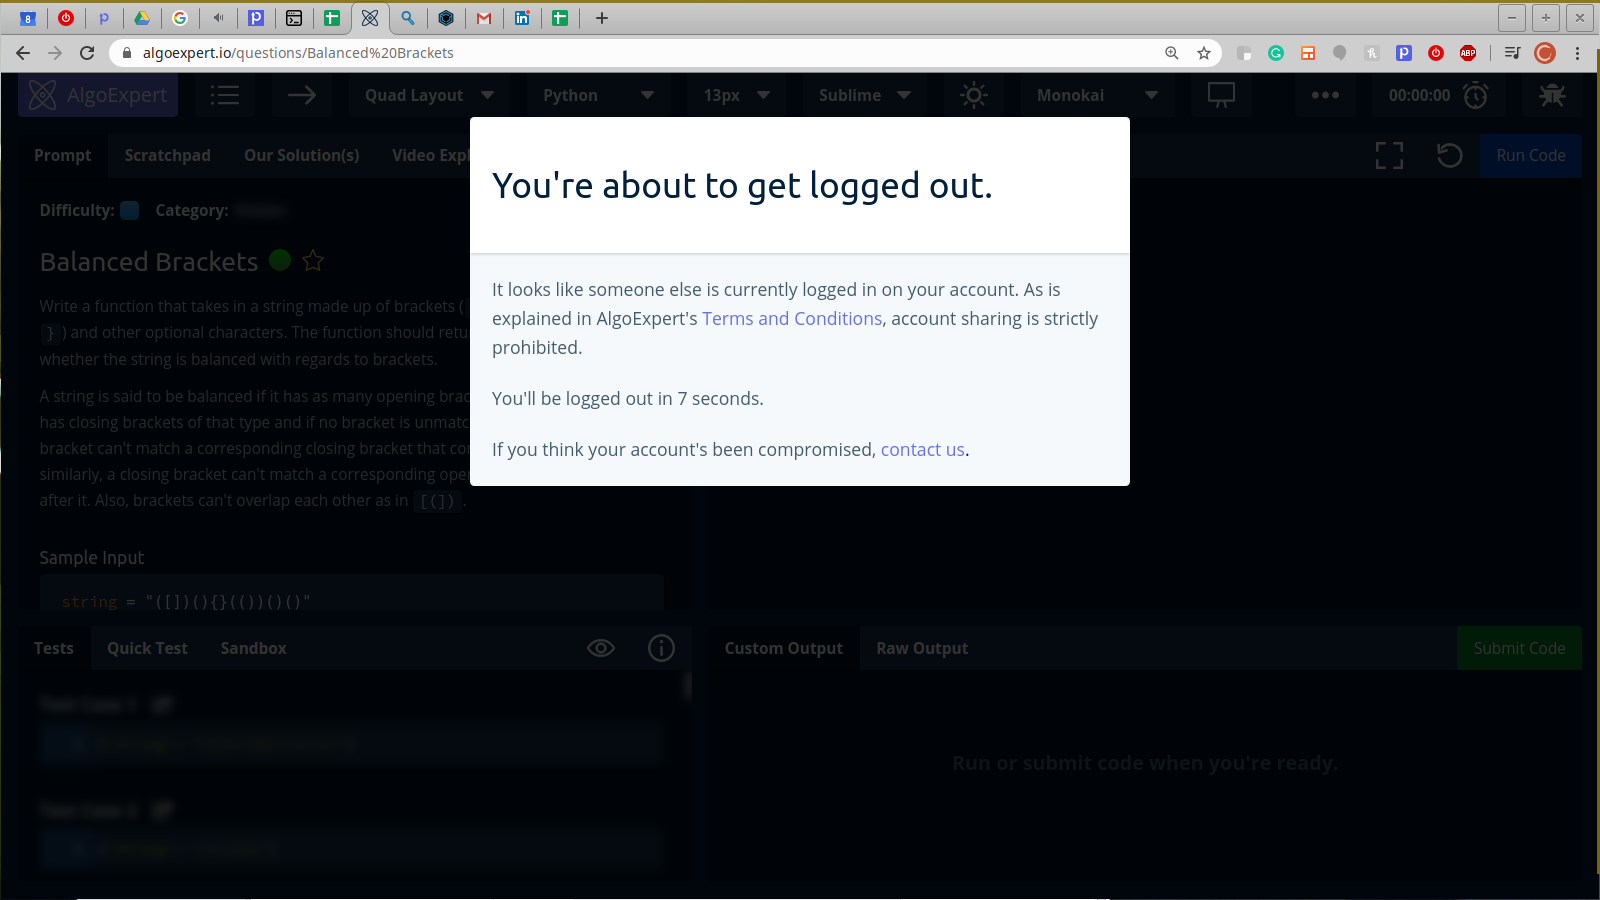 algoexpert.io/questions/Balanced%20Brackets
AlgoExpert
Quad Layout
Python
13px
Sublime
Monokai
00:00:00
Prompt
Scratchpad
Our Solution(s)
Video Expl
Run Code
You're about to get logged out.
It looks like someone else is currently logged in on your account. As is
explained in AlgoExpert's Terms and Conditions, account sharing is strictly
prohibited.
You'll be logged out in 7 seconds.
If you think your account's been compromised, contact us.
Difficulty:
Category:
Balanced Brackets
Write a function that takes in a string made up of brackets (
} ) and other optional characters. The function should retu
whether the string is balanced with regards to brackets.
A string is said to be balanced if it has as many opening brac
has closing brackets of that type and if no bracket is unmatc
bracket can't match a corresponding closing bracket that co
similarly, a closing bracket can't match a corresponding ope
after it. Also, brackets can't overlap each other as in [(]) .
Sample Input
string = "([])(){}(())()()"
Tests
Quick Test
Sandbox
Custom Output
Raw Output
Submit Code
Test Case 1
Test Case 2
Run or submit code when you're ready.